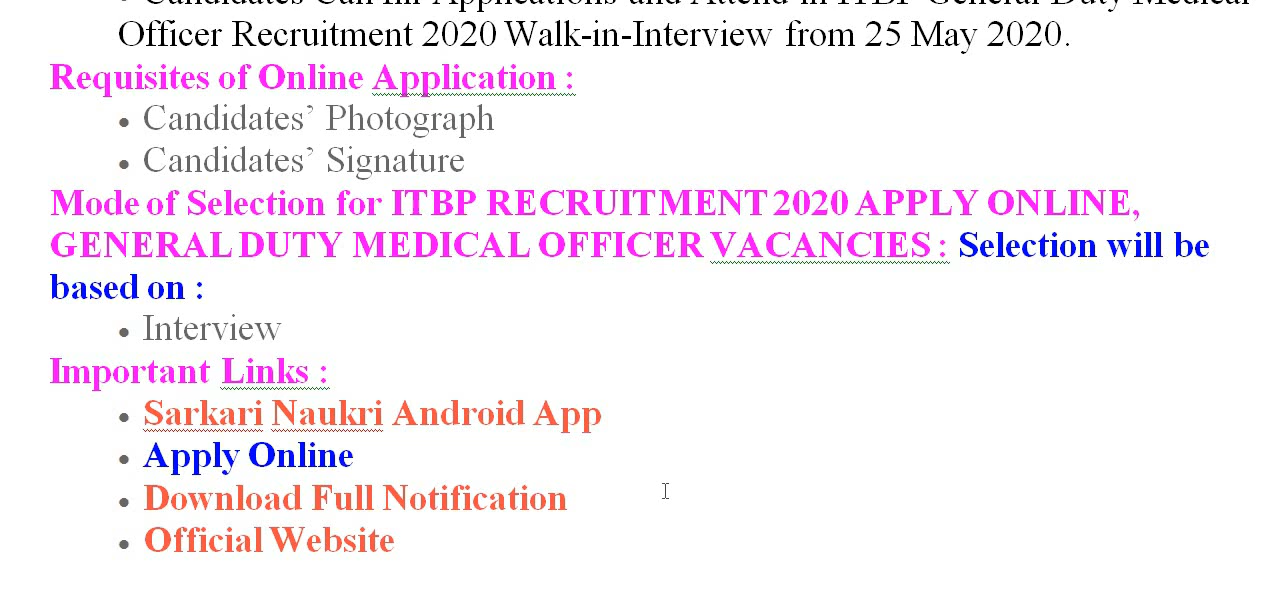 Officer Recruitment 2020 Walk-in-Interview from 25 May 2020.
Requisites of Online Application :
• Candidates’ Photograph
• Candidates’ Signature
Mode of Selection for ITBP RECRUITMENT 2020 APPLY ONLINE,
GENERAL DUTY MEDICAL OFFICER VACANCIES : Selection will be
based on :
• Interview
Important Links :
• Sarkari Naukri Android App
• Apply Online
• Download Full Notification
• Official Website